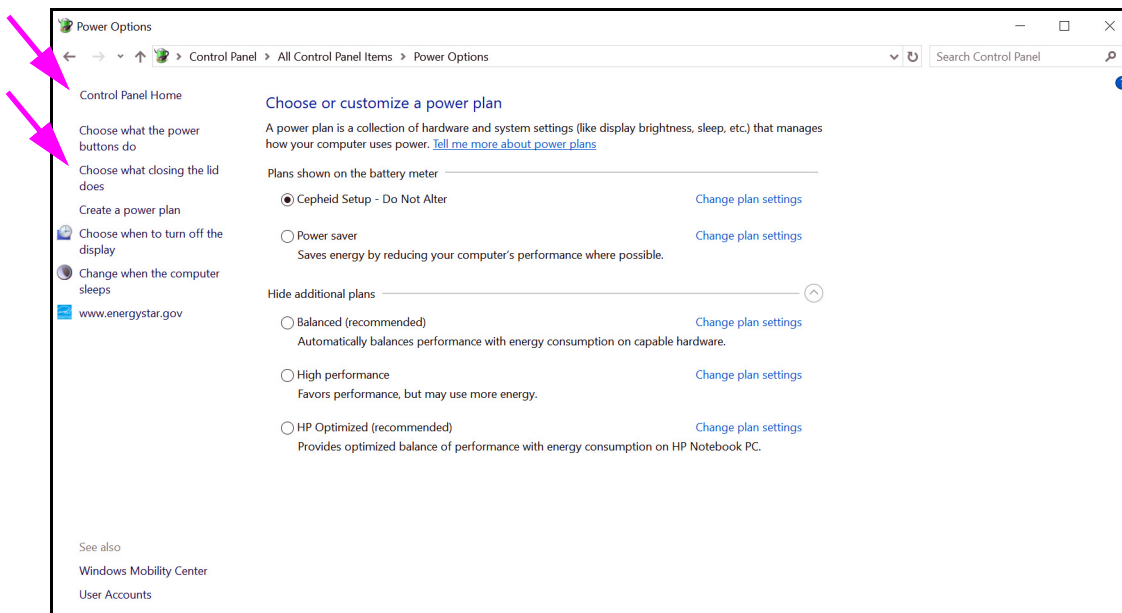 Power Options
Control Panel > All Control Panel Items > Power Options
Search Control Panel
Control Panel Home
Choose what the power
buttons do
Choose what closing the lid
does
Create a power plan
Choose when to turn off the
display
Change when the computer
sleeps
www.energystar.gov
Choose or customize a power plan
A power plan is a collection of hardware and system settings (like display brightness, sleep, etc.) that manages
how your computer uses power. Tell me more about power plans
Plans shown on the battery meter
Cepheid Setup - Do Not Alter Change plan settings
Power saver Change plan settings
Saves energy by reducing your computer's performance where possible.
Hide additional plans
Balanced (recommended) Change plan settings
Automatically balances performance with energy consumption on capable hardware.
High performance Change plan settings
Favors performance, but may use more energy.
HP Optimized (recommended) Change plan settings
Provides optimized balance of performance with energy consumption on HP Notebook PC.
See also
Windows Mobility Center
User Accounts